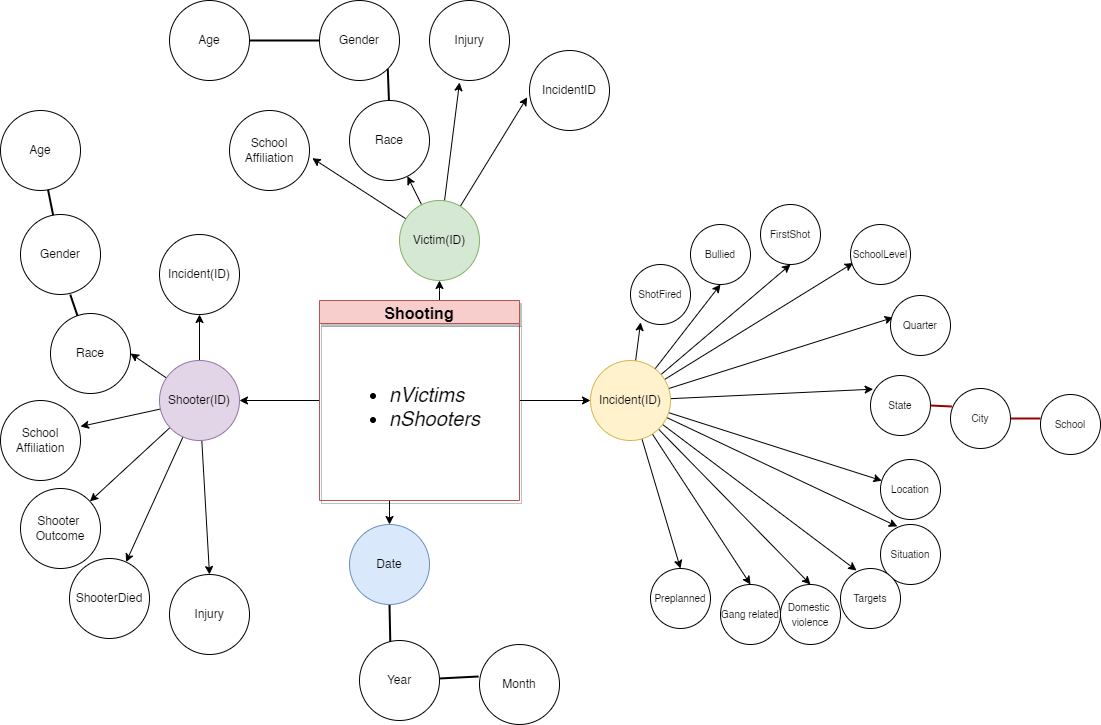 Age
Gender
Injury
IncidentID
School
Affiliation
Race
Victim(ID)
Age
Gender
Incident(ID)
Race
Shooter(ID)
School
Affiliation
Shooter
Outcome
ShooterDied
Injury
Shooting
• nVictims
• nShooters
Date
Year
Month
Incident(ID)
ShotFired
Bullied
FirstShot
SchoolLevel
Quarter
State
City
School
Location
Situation
Targets
Domestic
violence
Gang related
Preplanned